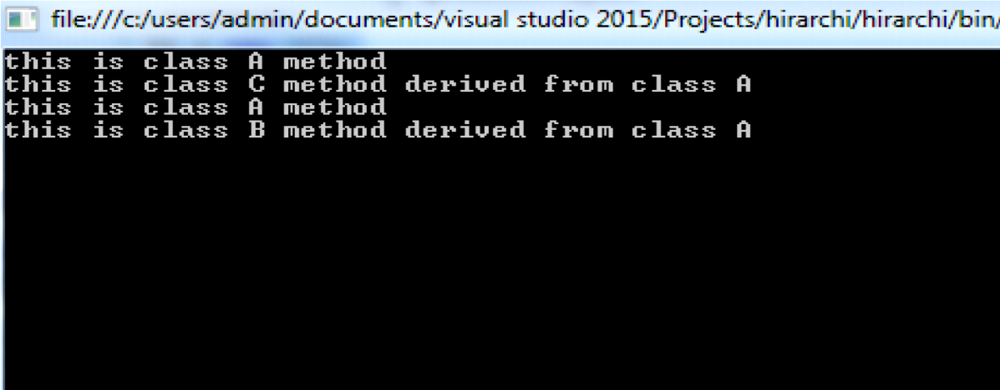 file:///c:/users/admin/documents/visual studio 2015/Projects/hirarchi/hirarchi/bin/
this is class A method
this is class C method derived from class A
this is class A method
this is class B method derived from class A